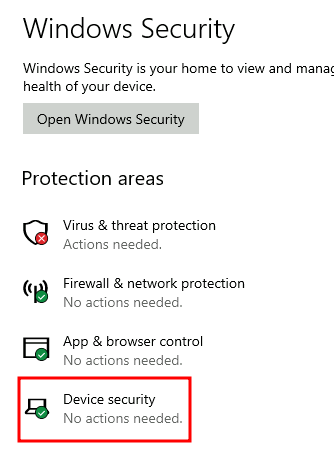 Windows Security
Windows Security is your home to view and manag
health of your device.
Open Windows Security
Protection areas
Virus & threat protection
Actions needed.
Firewall & network protection
No actions needed.
App & browser control
No actions needed.
Device security
No actions needed.